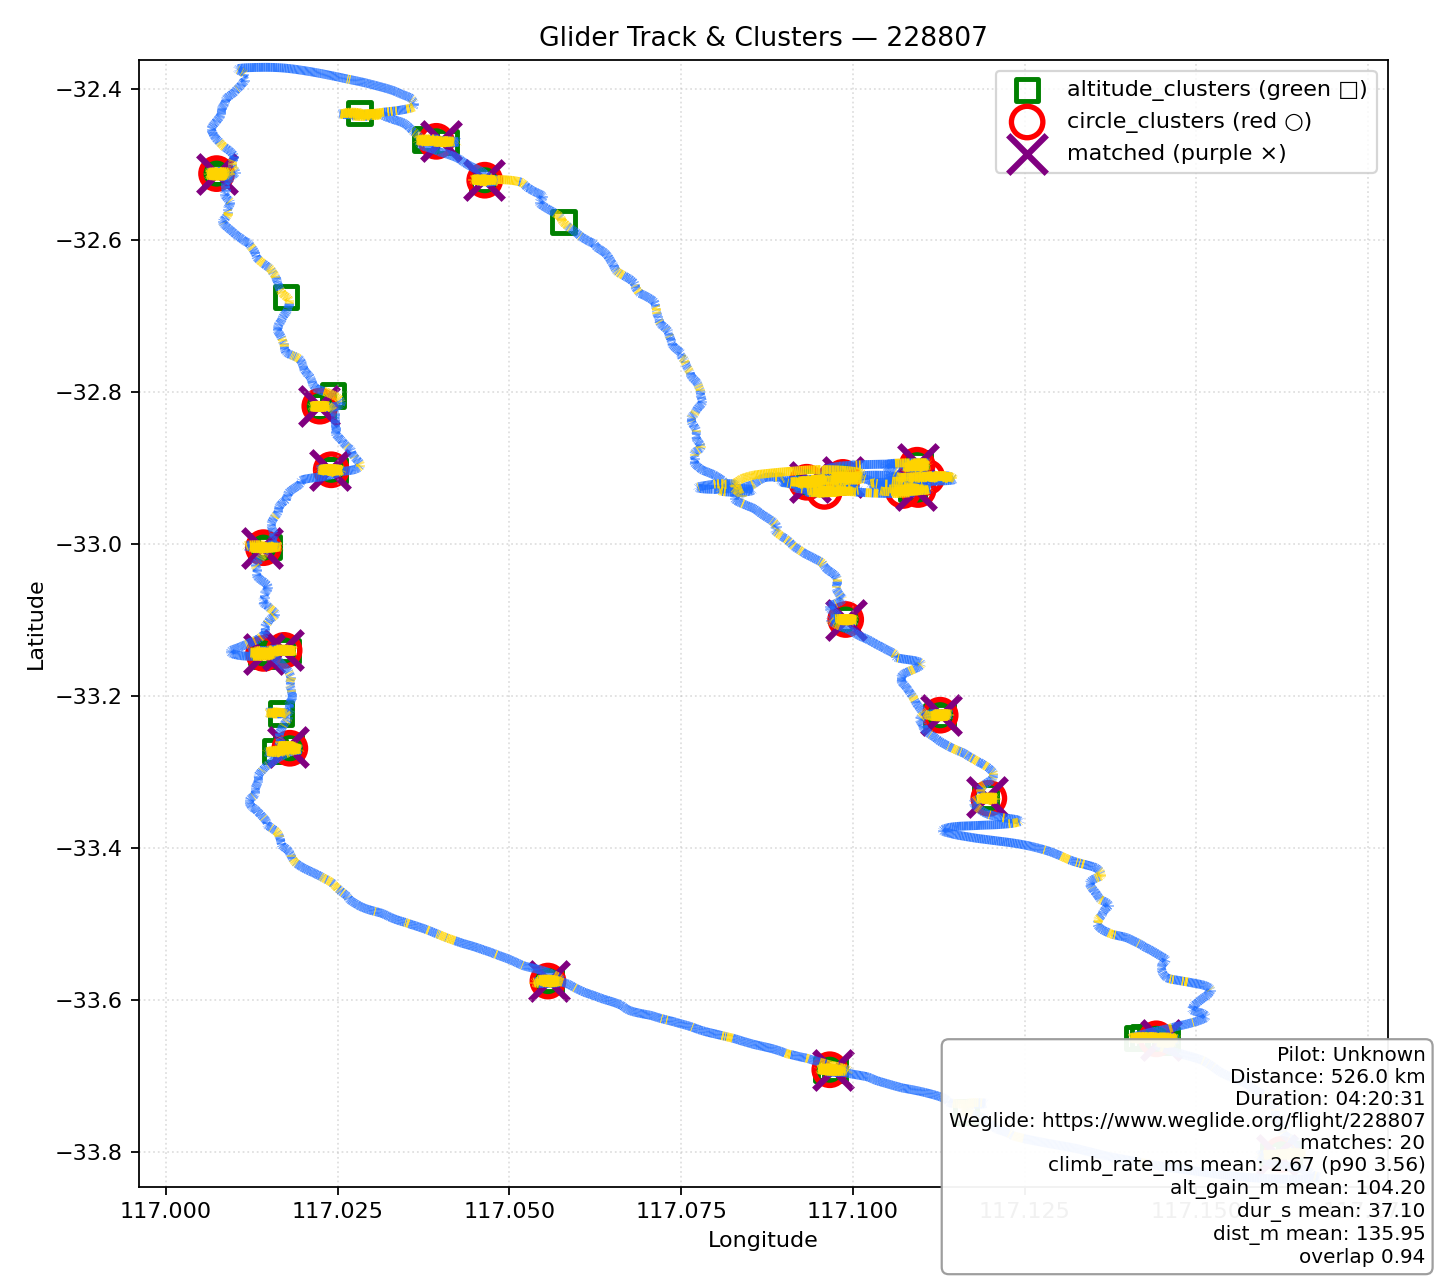 Glider Track & Clusters — 228807
altitude_clusters (green □)
circle_clusters (red ○)
matched (purple ×)
−32.4
−32.6
−32.8
−33.0
−33.2
−33.4
−33.6
−33.8
Latitude
117.000
117.025
117.050
117.075
117.100
117.125
117.150
Longitude
Pilot: Unknown
Distance: 526.0 km
Duration: 04:20:31
Weglide: https://www.weglide.org/flight/228807
matches: 20
climb_rate_ms mean: 2.67 (p90 3.56)
alt_gain_m mean: 104.20
dur_s mean: 37.10
dist_m mean: 135.95
overlap 0.94